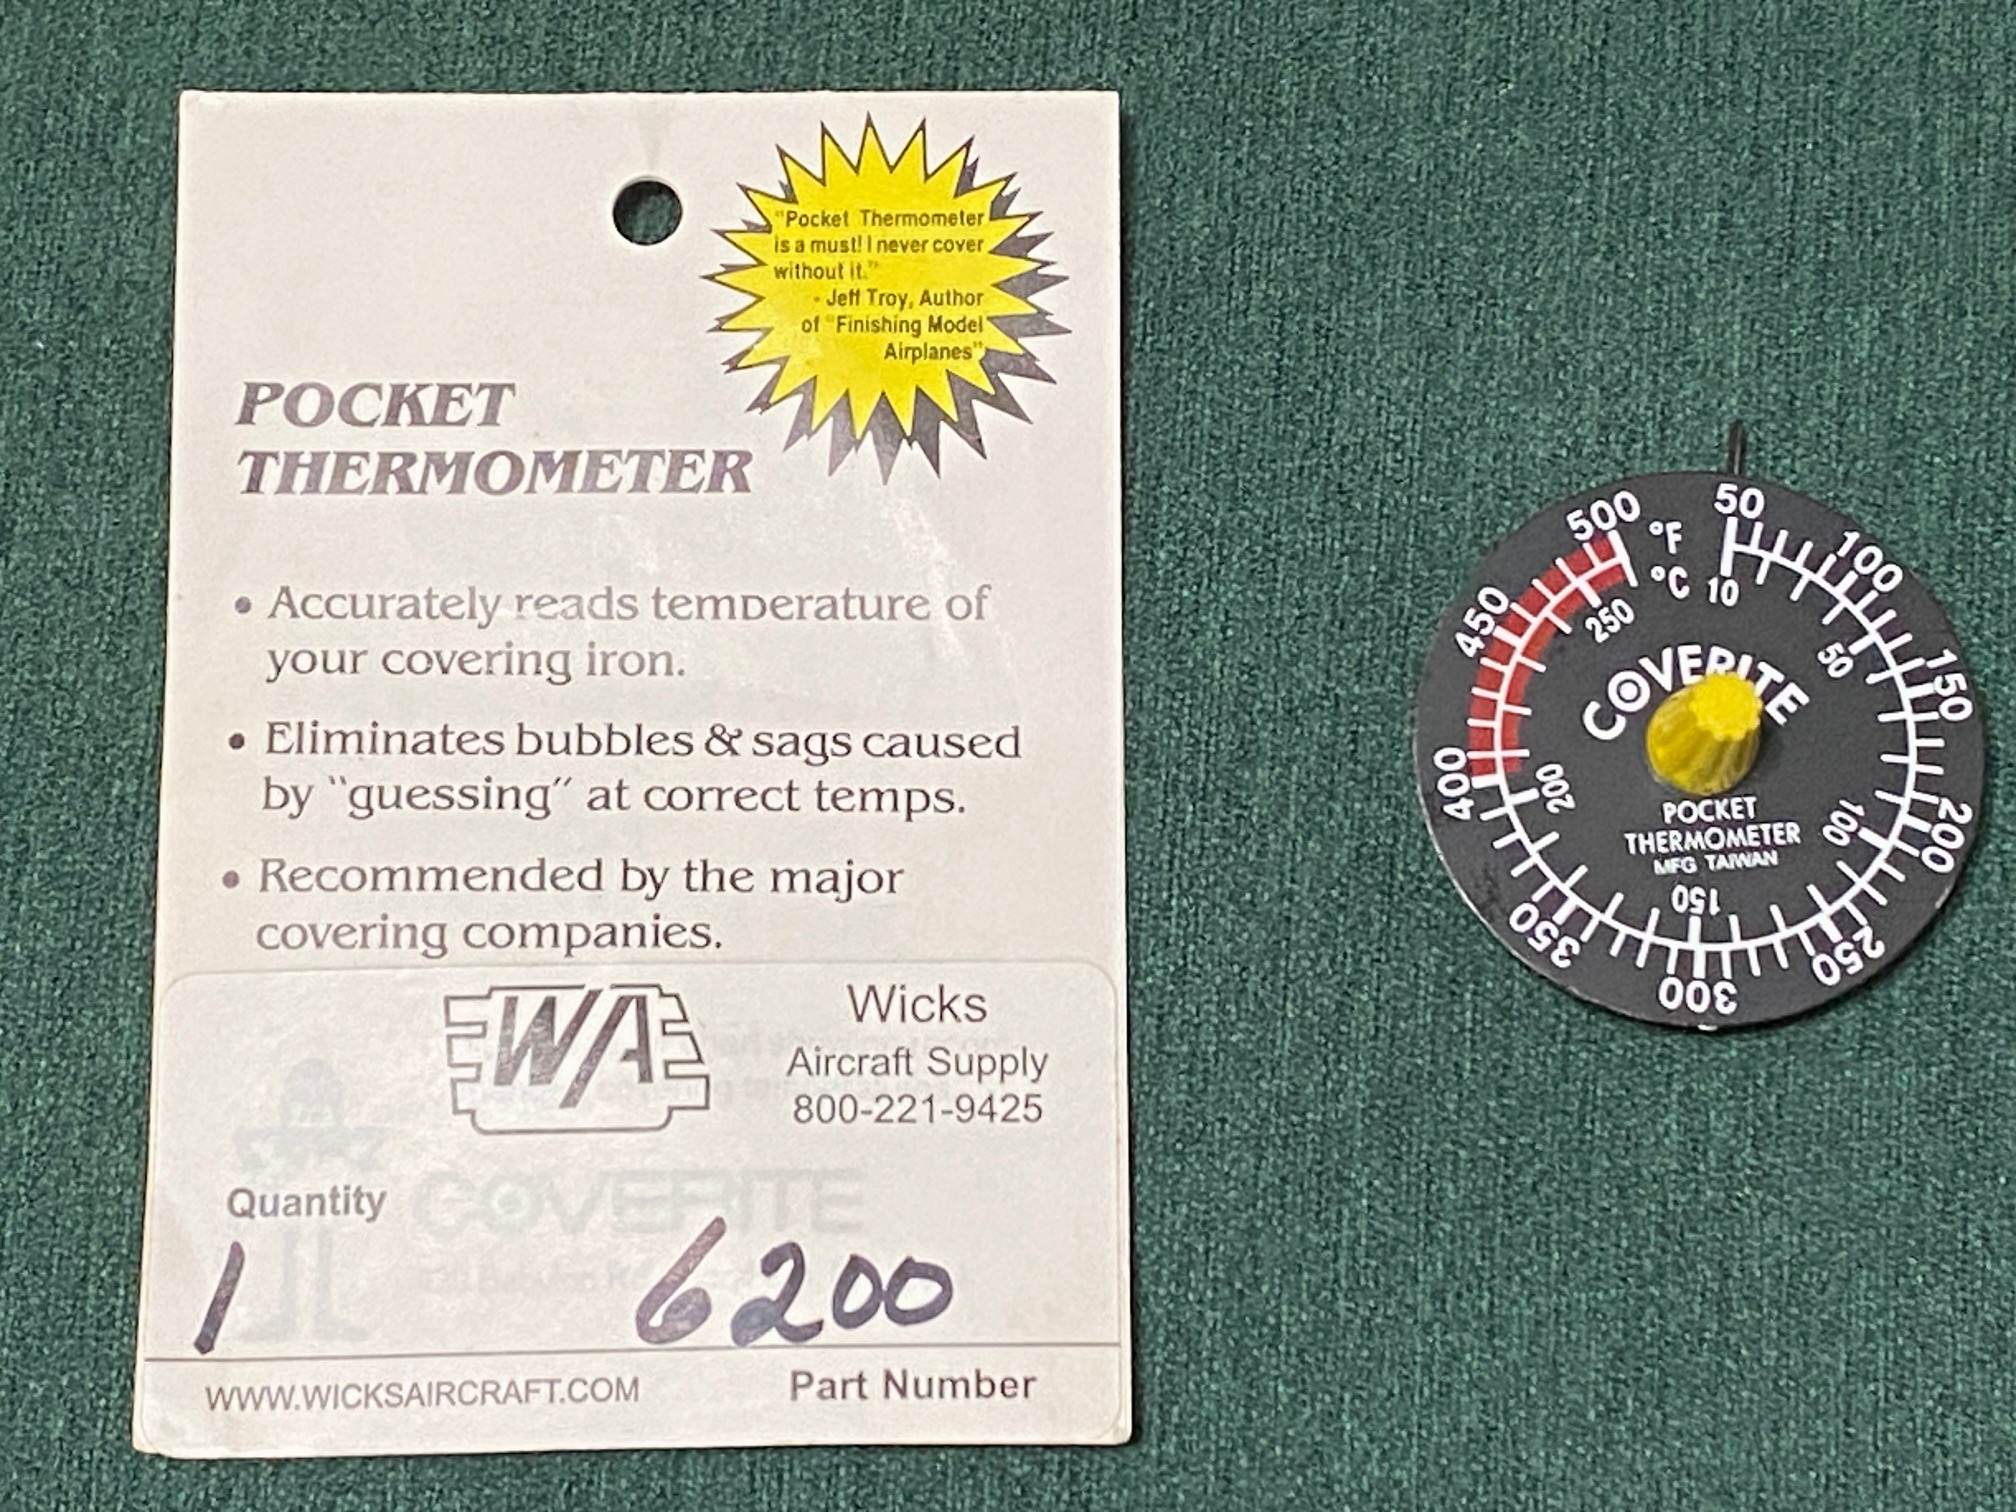 "Pocket Thermometer
is a must! I never cover
without it."
- Jeff Troy, Author
of "Finishing Model
Airplanes"
POCKET
THERMOMETER
• Accurately reads temperature of
your covering iron.
• Eliminates bubbles & sags caused
by "guessing" at correct temps.
• Recommended by the major
covering companies.
W/A
Wicks
Aircraft Supply
800-221-9425
COVERITE
Quantity
1
6200
WWW.WICKSAIRCRAFT.COM
Part Number
50
100
150
200
250
300
350
400
450
500
°F
°C
10
50
100
150
200
250
COVERITE
POCKET
THERMOMETER
MFG TAIWAN